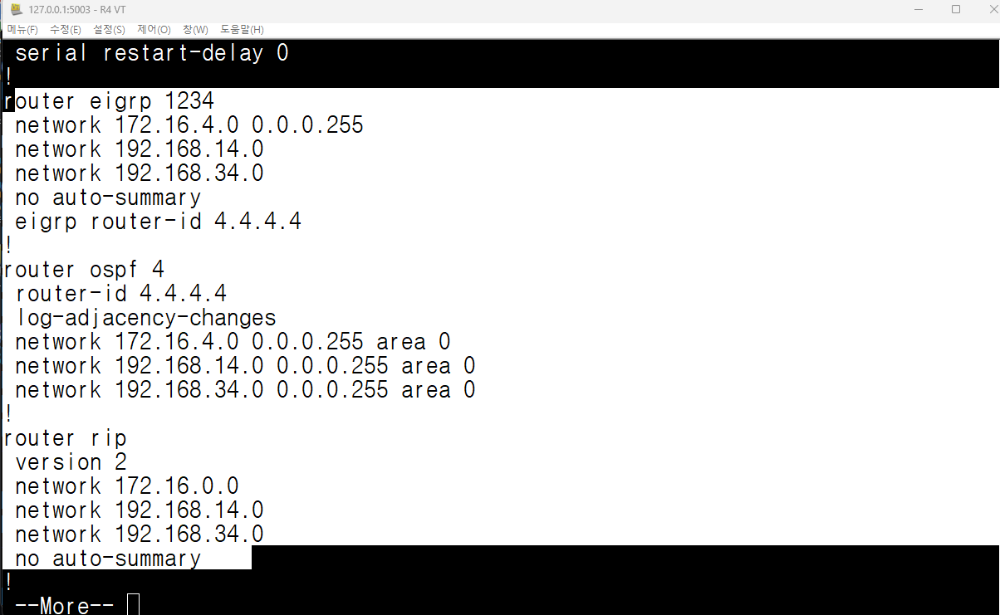 127.0.0.1:5003 - R4 VT
메뉴(F) 수정(E) 설정(S) 제어(O) 창(W) 도움말(H)
serial restart-delay 0
!
router eigrp 1234
network 172.16.4.0 0.0.0.255
network 192.168.14.0
network 192.168.34.0
no auto-summary
eigrp router-id 4.4.4.4
!
router ospf 4
router-id 4.4.4.4
log-adjacency-changes
network 172.16.4.0 0.0.0.255 area 0
network 192.168.14.0 0.0.0.255 area 0
network 192.168.34.0 0.0.0.255 area 0
!
router rip
version 2
network 172.16.0.0
network 192.168.14.0
network 192.168.34.0
no auto-summary
!
--More--